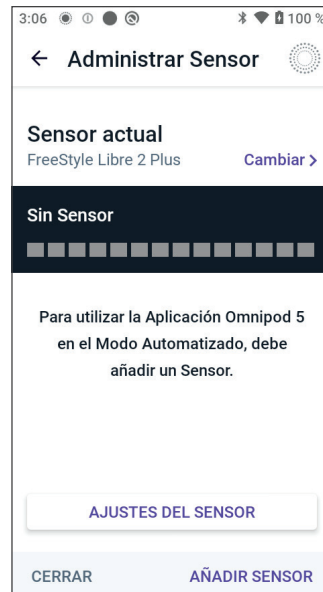 3:06 100 %
Administrar Sensor
Sensor actual
FreeStyle Libre 2 Plus Cambiar
Sin Sensor
Para utilizar la Aplicación Omnipod 5
en el Modo Automatizado, debe
añadir un Sensor.
AJUSTES DEL SENSOR
CERRAR AÑADIR SENSOR